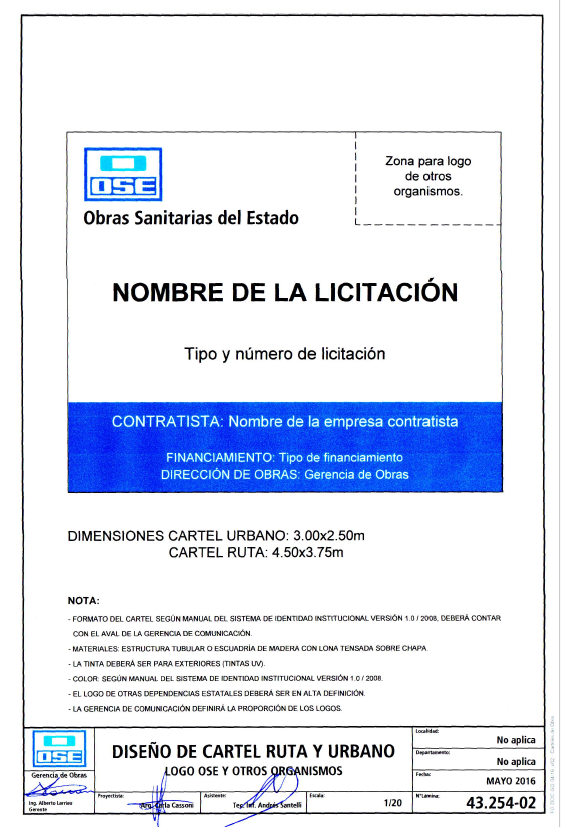 OSE
Obras Sanitarias del Estado
Zona para logo
de otros
organismos.
NOMBRE DE LA LICITACIÓN
Tipo y número de licitación
CONTRATISTA: Nombre de la empresa contratista
FINANCIAMIENTO: Tipo de financiamiento
DIRECCIÓN DE OBRAS: Gerencia de Obras
DIMENSIONES CARTEL URBANO: 3.00x2.50m
CARTEL RUTA: 4.50x3.75m
NOTA:
- FORMATO DEL CARTEL SEGÚN MANUAL DEL SISTEMA DE IDENTIDAD INSTITUCIONAL VERSIÓN 1.0 / 2008, DEBERÁ CONTAR
CON EL AVAL DE LA GERENCIA DE COMUNICACIÓN.
- MATERIALES: ESTRUCTURA TUBULAR O ESCUADRÍA DE MADERA CON LONA TENSADA SOBRE CHAPA.
- LA TINTA DEBERÁ SER PARA EXTERIORES (TINTAS UV).
- COLOR: SEGÚN MANUAL DEL SISTEMA DE IDENTIDAD INSTITUCIONAL VERSIÓN 1.0 / 2008.
- EL LOGO DE OTRAS DEPENDENCIAS ESTATALES DEBERÁ SER EN ALTA DEFINICIÓN.
- LA GERENCIA DE COMUNICACIÓN DEFINIRÁ LA PROPORCIÓN DE LOS LOGOS.
OSE
Gerencia de Obras
Ing. Alberto Larrieu
Gerente
DISEÑO DE CARTEL RUTA Y URBANO
LOGO OSE Y OTROS ORGANISMOS
Proyectista:
Arq. Carla Cassoni
Asistente:
Tec. Inf. Andrés Santelli
Escala:
1/20
Localidad:
No aplica
Departamento:
No aplica
Fecha:
MAYO 2016
N°Lámina:
43.254-02